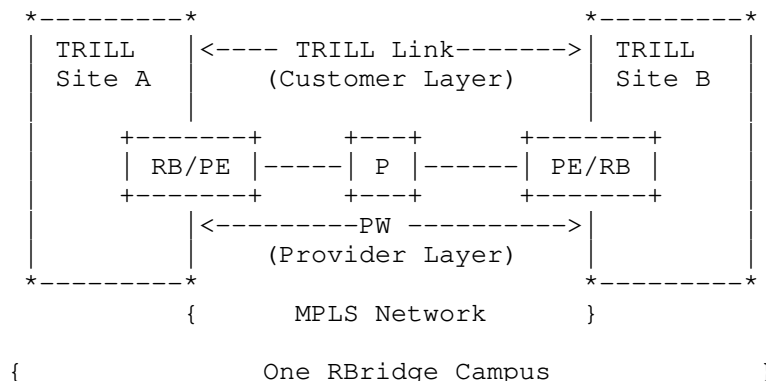 *---------*                          *---------*
| TRILL   |<---- TRILL Link------->| TRILL   |
| Site A  |    (Customer Layer)    | Site B  |
|         |                        |         |
|     +-------+     +---+      +-------+     |
|     | RB/PE |-----| P |------| PE/RB |     |
|     +-------+     +---+      +-------+     |
|         |<---------PW ---------->|         |
|         |    (Provider Layer)    |         |
*---------*                          *---------*
{     MPLS Network     }
{             One RBridge Campus             }